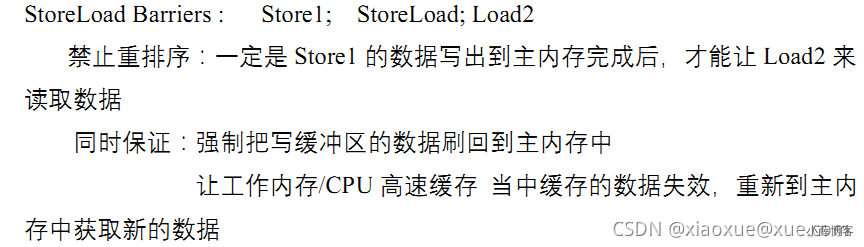 StoreLoad Barriers： Store1; StoreLoad; Load2
禁止重排序：一定是 Store1 的数据写出到主内存完成后，才能让 Load2 来
读取数据
同时保证：强制把写缓冲区的数据刷回到主内存中
让工作内存/CPU 高速缓存 当中缓存的数据失效，重新到主内
存中获取新的数据
CSDN @xiaoxue@xue